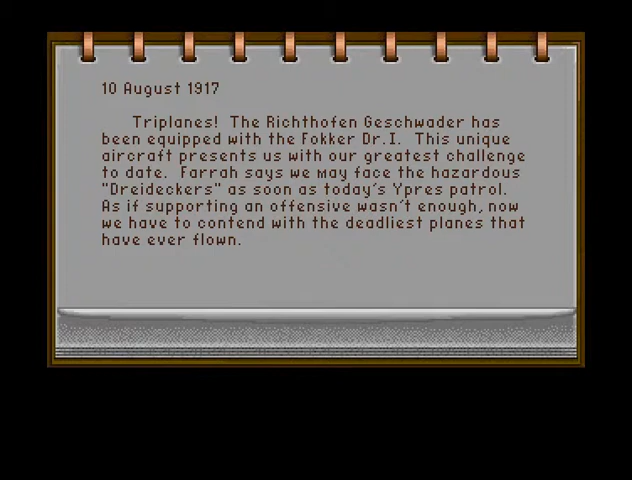 10 August 1917
Triplanes!  The Richthofen Geschwader has
been equipped with the Fokker Dr.I.  This unique
aircraft presents us with our greatest challenge
to date.  Farrah says we may face the hazardous
"Dreideckers" as soon as today's Ypres patrol.
As if supporting an offensive wasn't enough, now
we have to contend with the deadliest planes that
have ever flown.